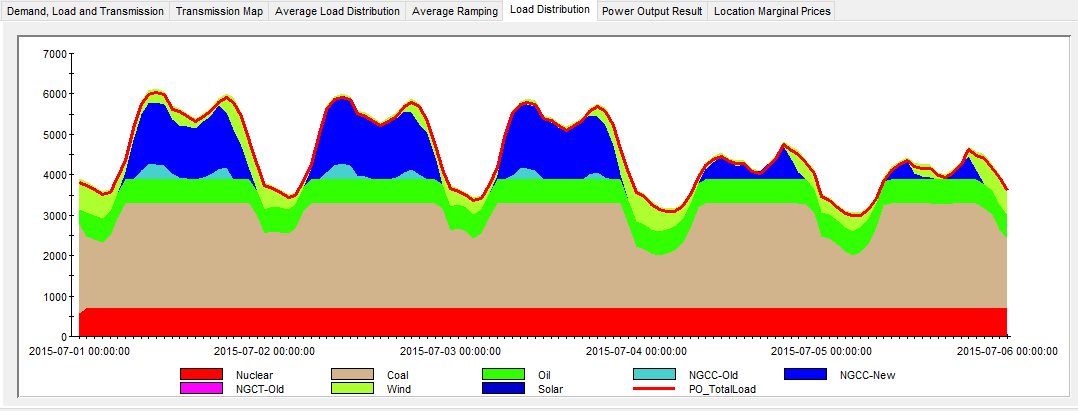 Demand, Load and Transmission Transmission Map Average Load Distribution Average Ramping Load Distribution Power Output Result Location Marginal Prices
7000
6000
5000
4000
3000
2000
1000
0
2015-07-01 00:00:00 2015-07-02 00:00:00 2015-07-03 00:00:00 2015-07-04 00:00:00 2015-07-05 00:00:00 2015-07-06 00:00:00
Nuclear Coal Oil NGCC-Old NGCC-New
NGCT-Old Wind Solar PO_TotalLoad